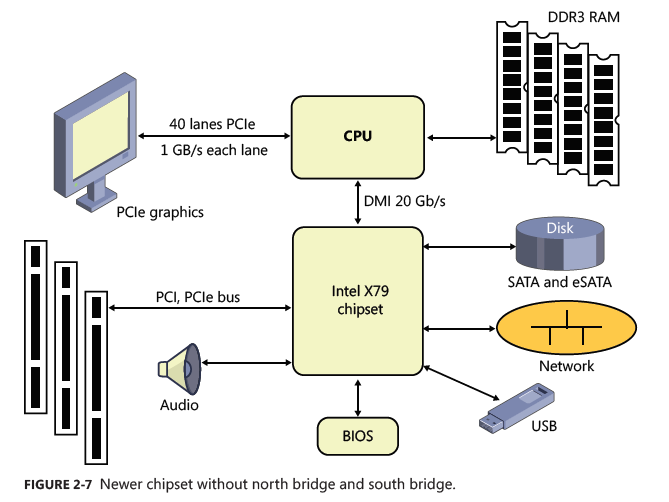 DDR3 RAM
40 lanes PCIe
1 GB/s each lane
CPU
PCIe graphics
DMI 20 Gb/s
Disk
SATA and eSATA
PCI, PCIe bus
Intel X79
chipset
Network
Audio
USB
BIOS
FIGURE 2-7 Newer chipset without north bridge and south bridge.